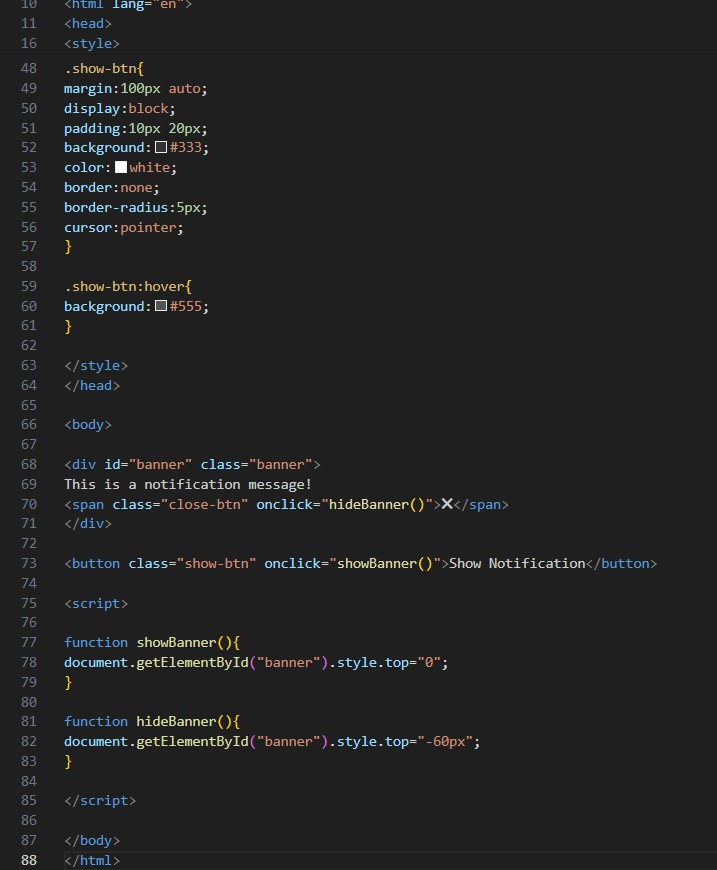 10 <html lang="en">
11 <head>
16 <style>
48 .show-btn{
49 margin:100px auto;
50 display:block;
51 padding:10px 20px;
52 background:#333;
53 color:white;
54 border:none;
55 border-radius:5px;
56 cursor:pointer;
57 }
58
59 .show-btn:hover{
60 background:#555;
61 }
62
63 </style>
64 </head>
65
66 <body>
67
68 <div id="banner" class="banner">
69 This is a notification message!
70 <span class="close-btn" onclick="hideBanner()">❌</span>
71 </div>
72
73 <button class="show-btn" onclick="showBanner()">Show Notification</button>
74
75 <script>
76
77 function showBanner(){
78 document.getElementById("banner").style.top="0";
79 }
80
81 function hideBanner(){
82 document.getElementById("banner").style.top="-60px";
83 }
84
85 </script>
86
87 </body>
88 </html>